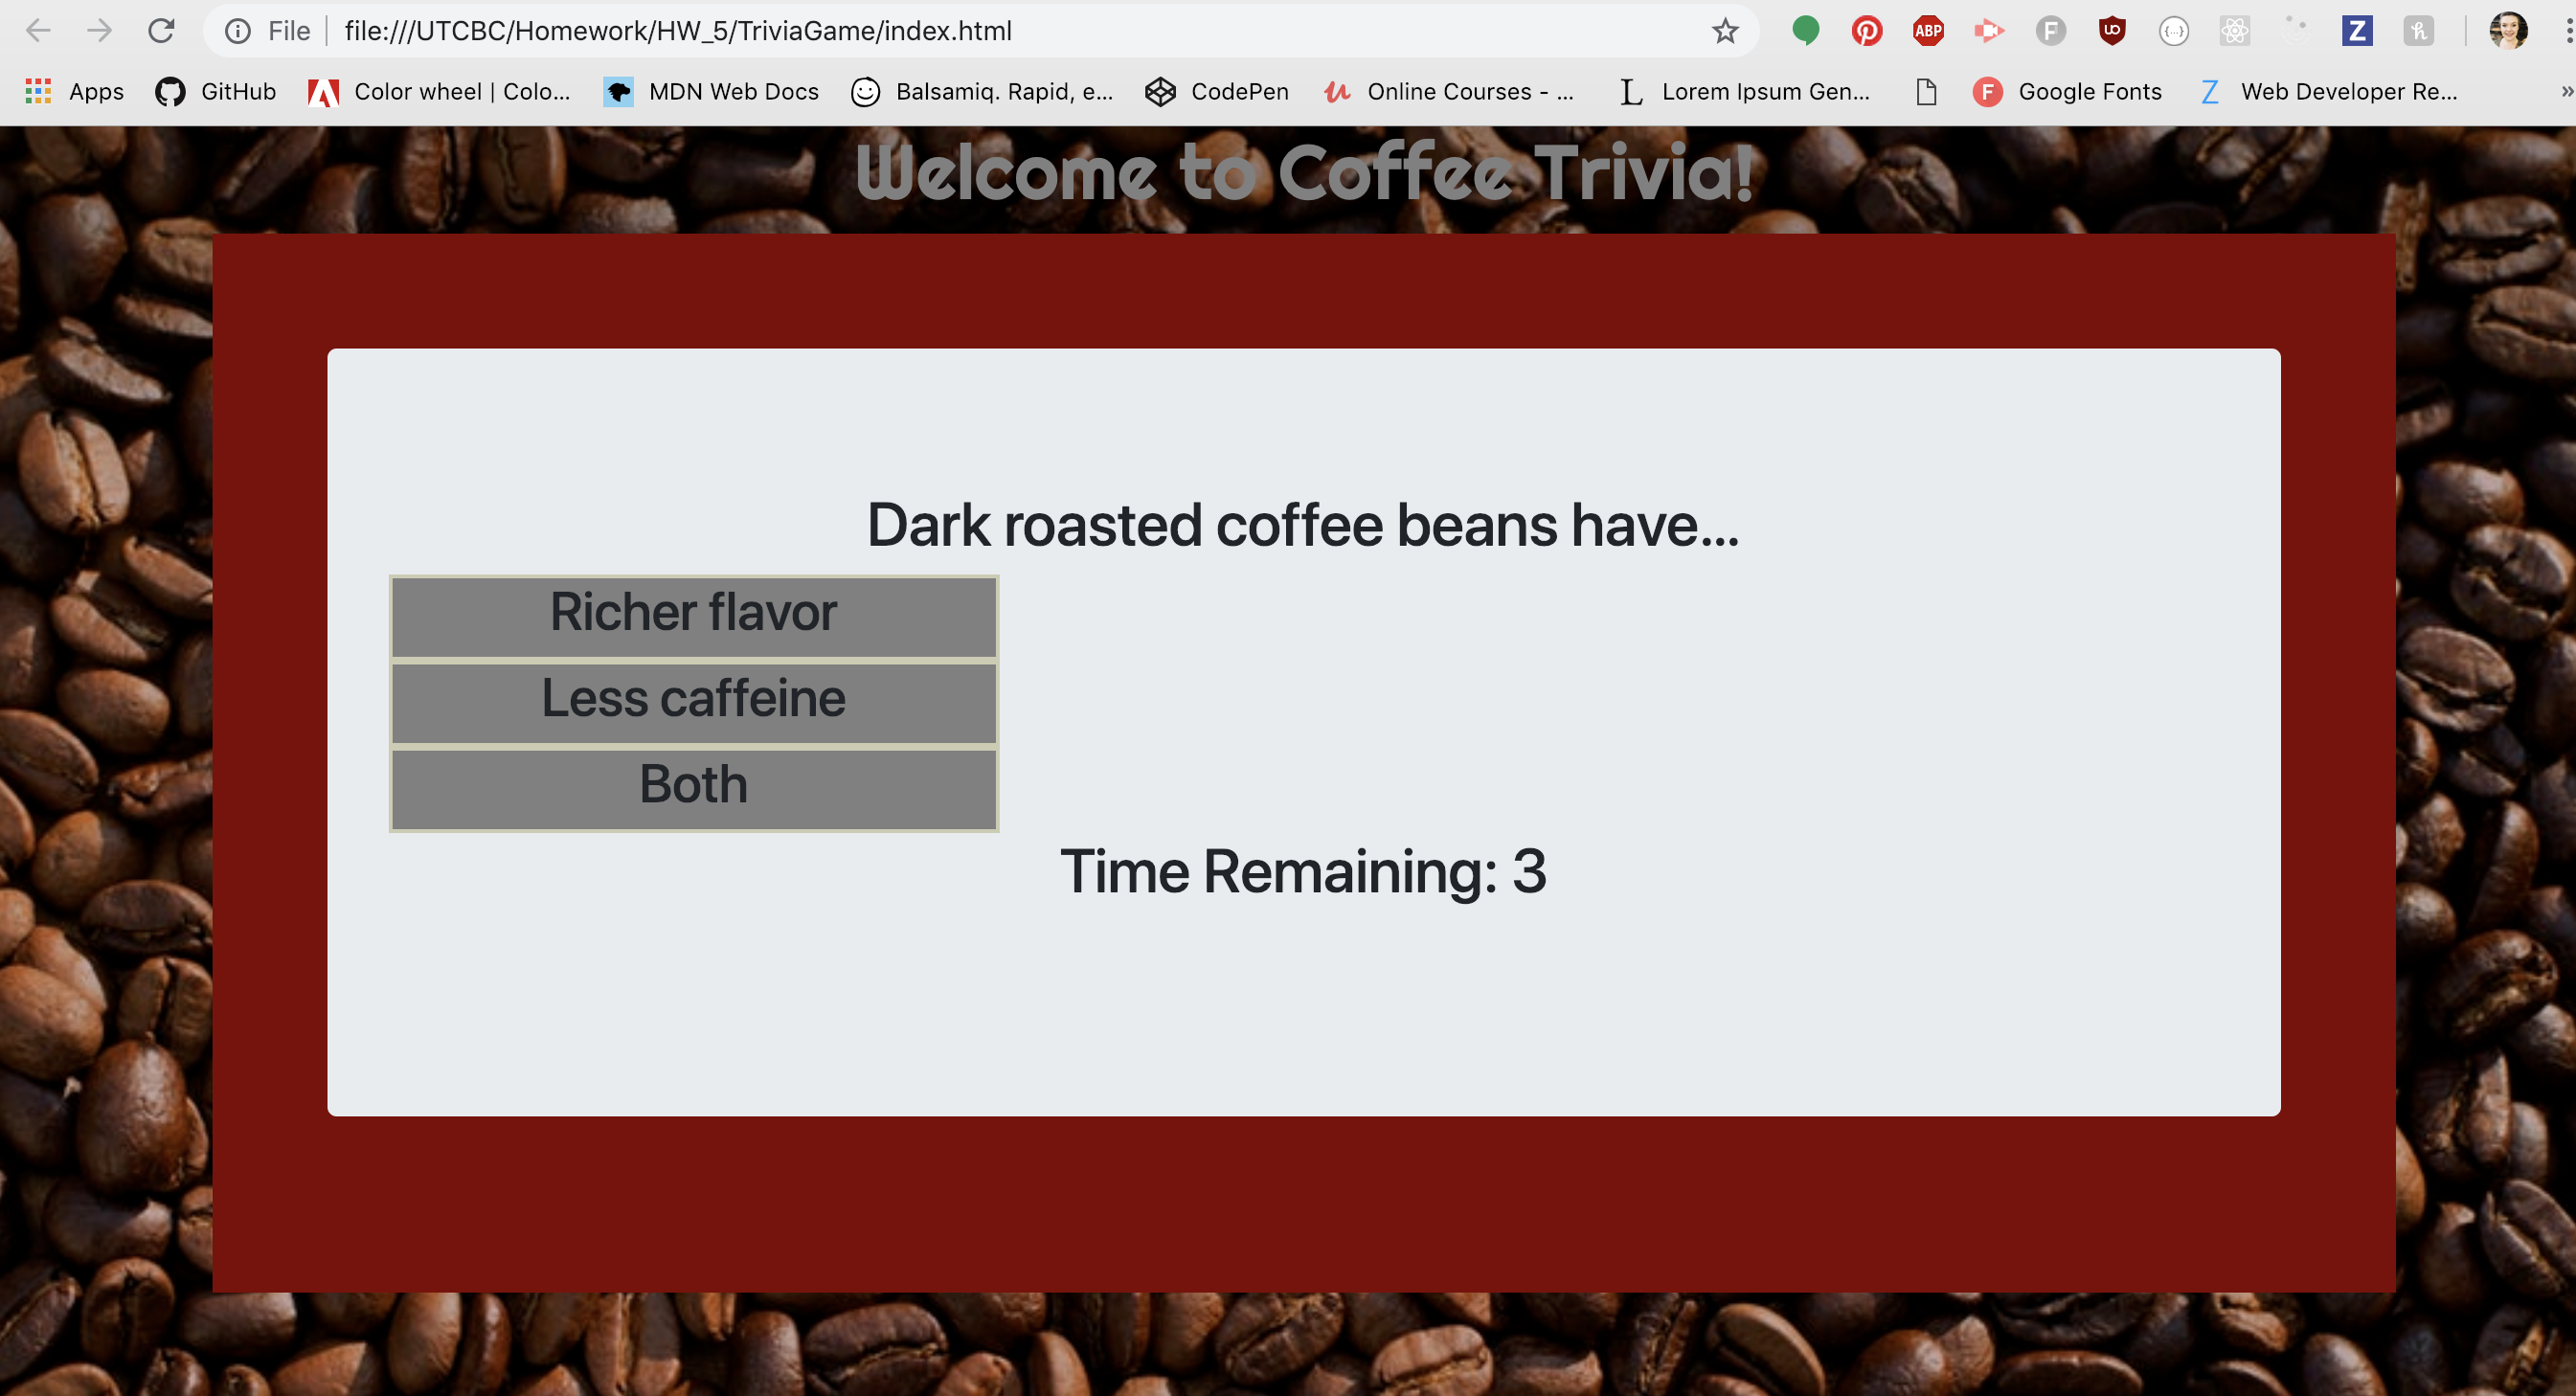 File file:///UTCBC/Homework/HW_5/TriviaGame/index.html ABP F UO {...} Z h
Apps GitHub Color wheel | Colo... MDN Web Docs Balsamiq. Rapid, e... CodePen Online Courses - ... L Lorem Ipsum Gen... F Google Fonts Z Web Developer Re... »
Welcome to Coffee Trivia!
Dark roasted coffee beans have...
Richer flavor
Less caffeine
Both
Time Remaining: 3